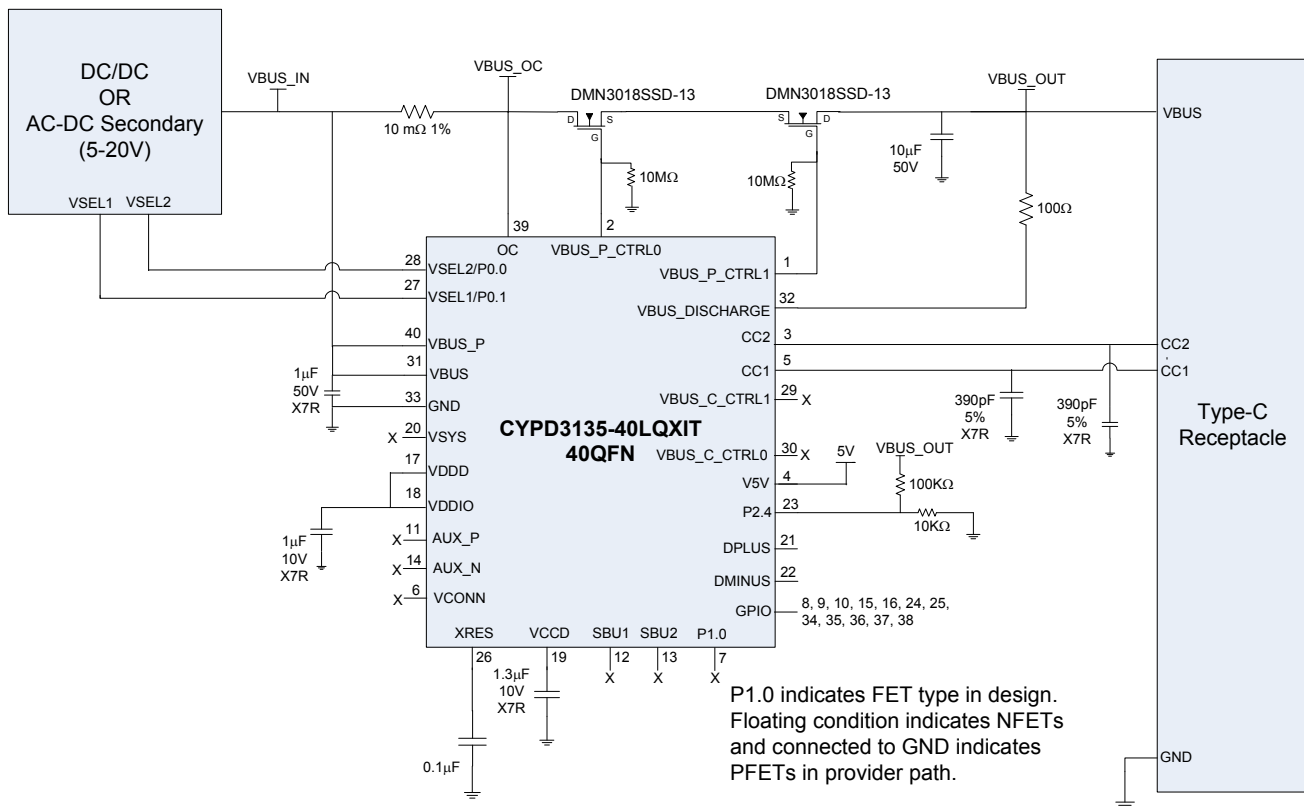 DC/DC
OR
AC-DC Secondary
(5-20V)
VSEL1
VSEL2
VBUS_IN
10 mΩ 1%
VBUS_OC
DMN3018SSD-13
D
S
G
10MΩ
DMN3018SSD-13
S
D
G
10MΩ
VBUS_OUT
10µF
50V
100Ω
VBUS
39
OC
2
VBUS_P_CTRL0
28
VSEL2/P0.0
27
VSEL1/P0.1
40
VBUS_P
31
VBUS
33
GND
1µF
50V
X7R
X
20
VSYS
17
VDDD
18
VDDIO
1µF
10V
X7R
X
11
AUX_P
X
14
AUX_N
X
6
VCONN
CYPD3135-40LQXIT
40QFN
VBUS_P_CTRL1
1
VBUS_DISCHARGE
32
CC2
3
CC1
5
VBUS_C_CTRL1
29
X
VBUS_C_CTRL0
30
X
V5V
4
5V
P2.4
23
VBUS_OUT
100KΩ
10KΩ
DPLUS
21
DMINUS
22
GPIO
8, 9, 10, 15, 16, 24, 25,
34, 35, 36, 37, 38
390pF
5%
X7R
390pF
5%
X7R
CC2
CC1
Type-C
Receptacle
GND
XRES
26
0.1µF
VCCD
19
1.3µF
10V
X7R
SBU1
12
X
SBU2
13
X
P1.0
7
X
P1.0 indicates FET type in design.
Floating condition indicates NFETs
and connected to GND indicates
PFETs in provider path.